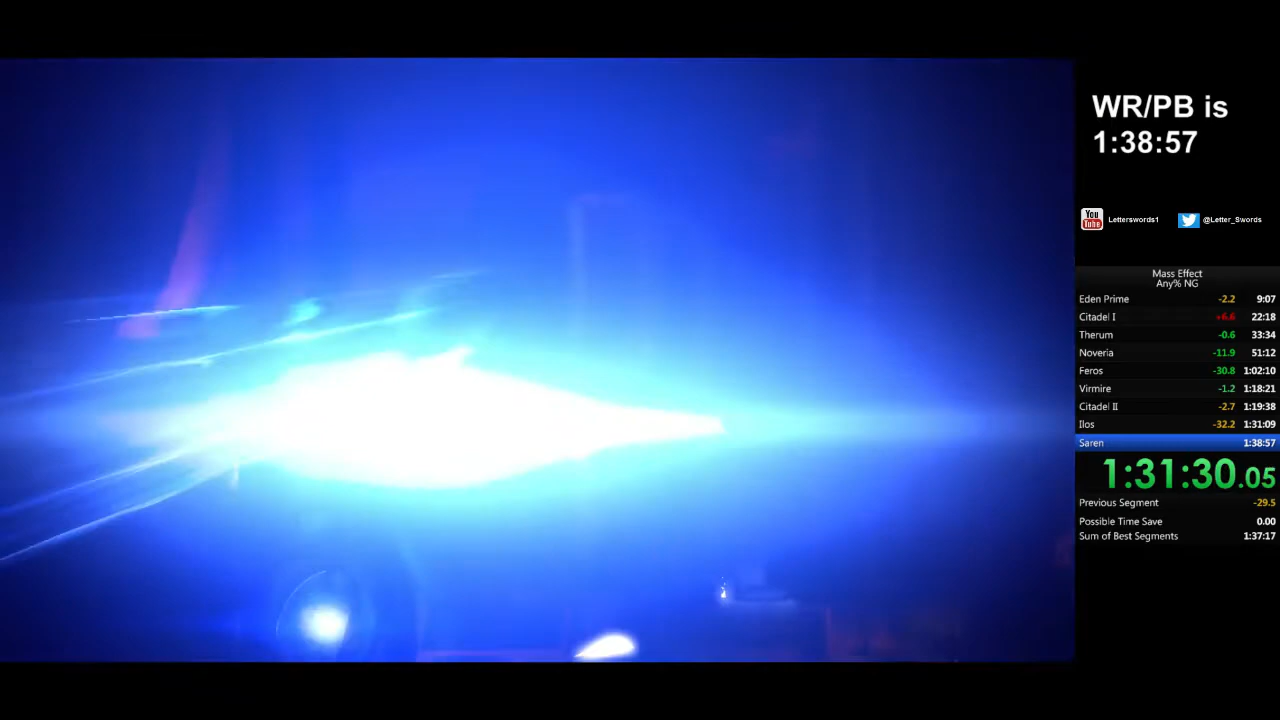 WR/PB is
1:38:57
You
Tube
Letterswords1
@Letter_Swords
Mass Effect
Any% NG
Eden Prime -2.2 9:07
Citadel I +6.6 22:18
Therum -0.6 33:34
Noveria -11.9 51:12
Feros -30.8 1:02:10
Virmire -1.2 1:18:21
Citadel II -2.7 1:19:38
Ilos -32.2 1:31:09
Saren 1:38:57
1:31:30.05
Previous Segment -29.5
Possible Time Save 0.00
Sum of Best Segments 1:37:17